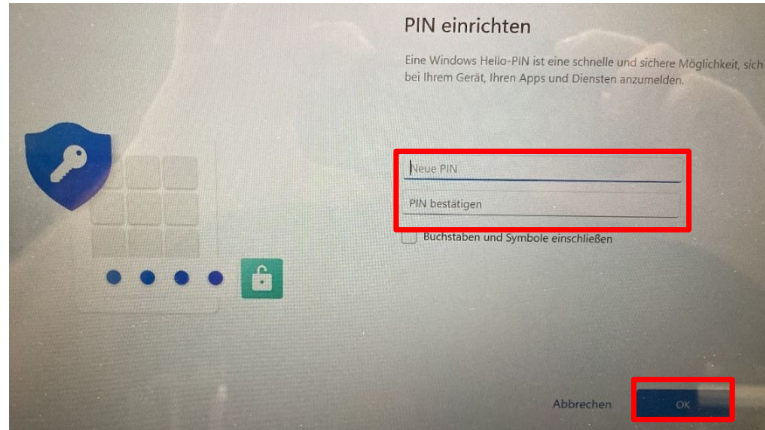 PIN einrichten
Eine Windows Hello-PIN ist eine schnelle und sichere Möglichkeit, sich
bei Ihrem Gerät, Ihren Apps und Diensten anzumelden.
Neue PIN
PIN bestätigen
Buchstaben und Symbole einschließen
Abbrechen
OK